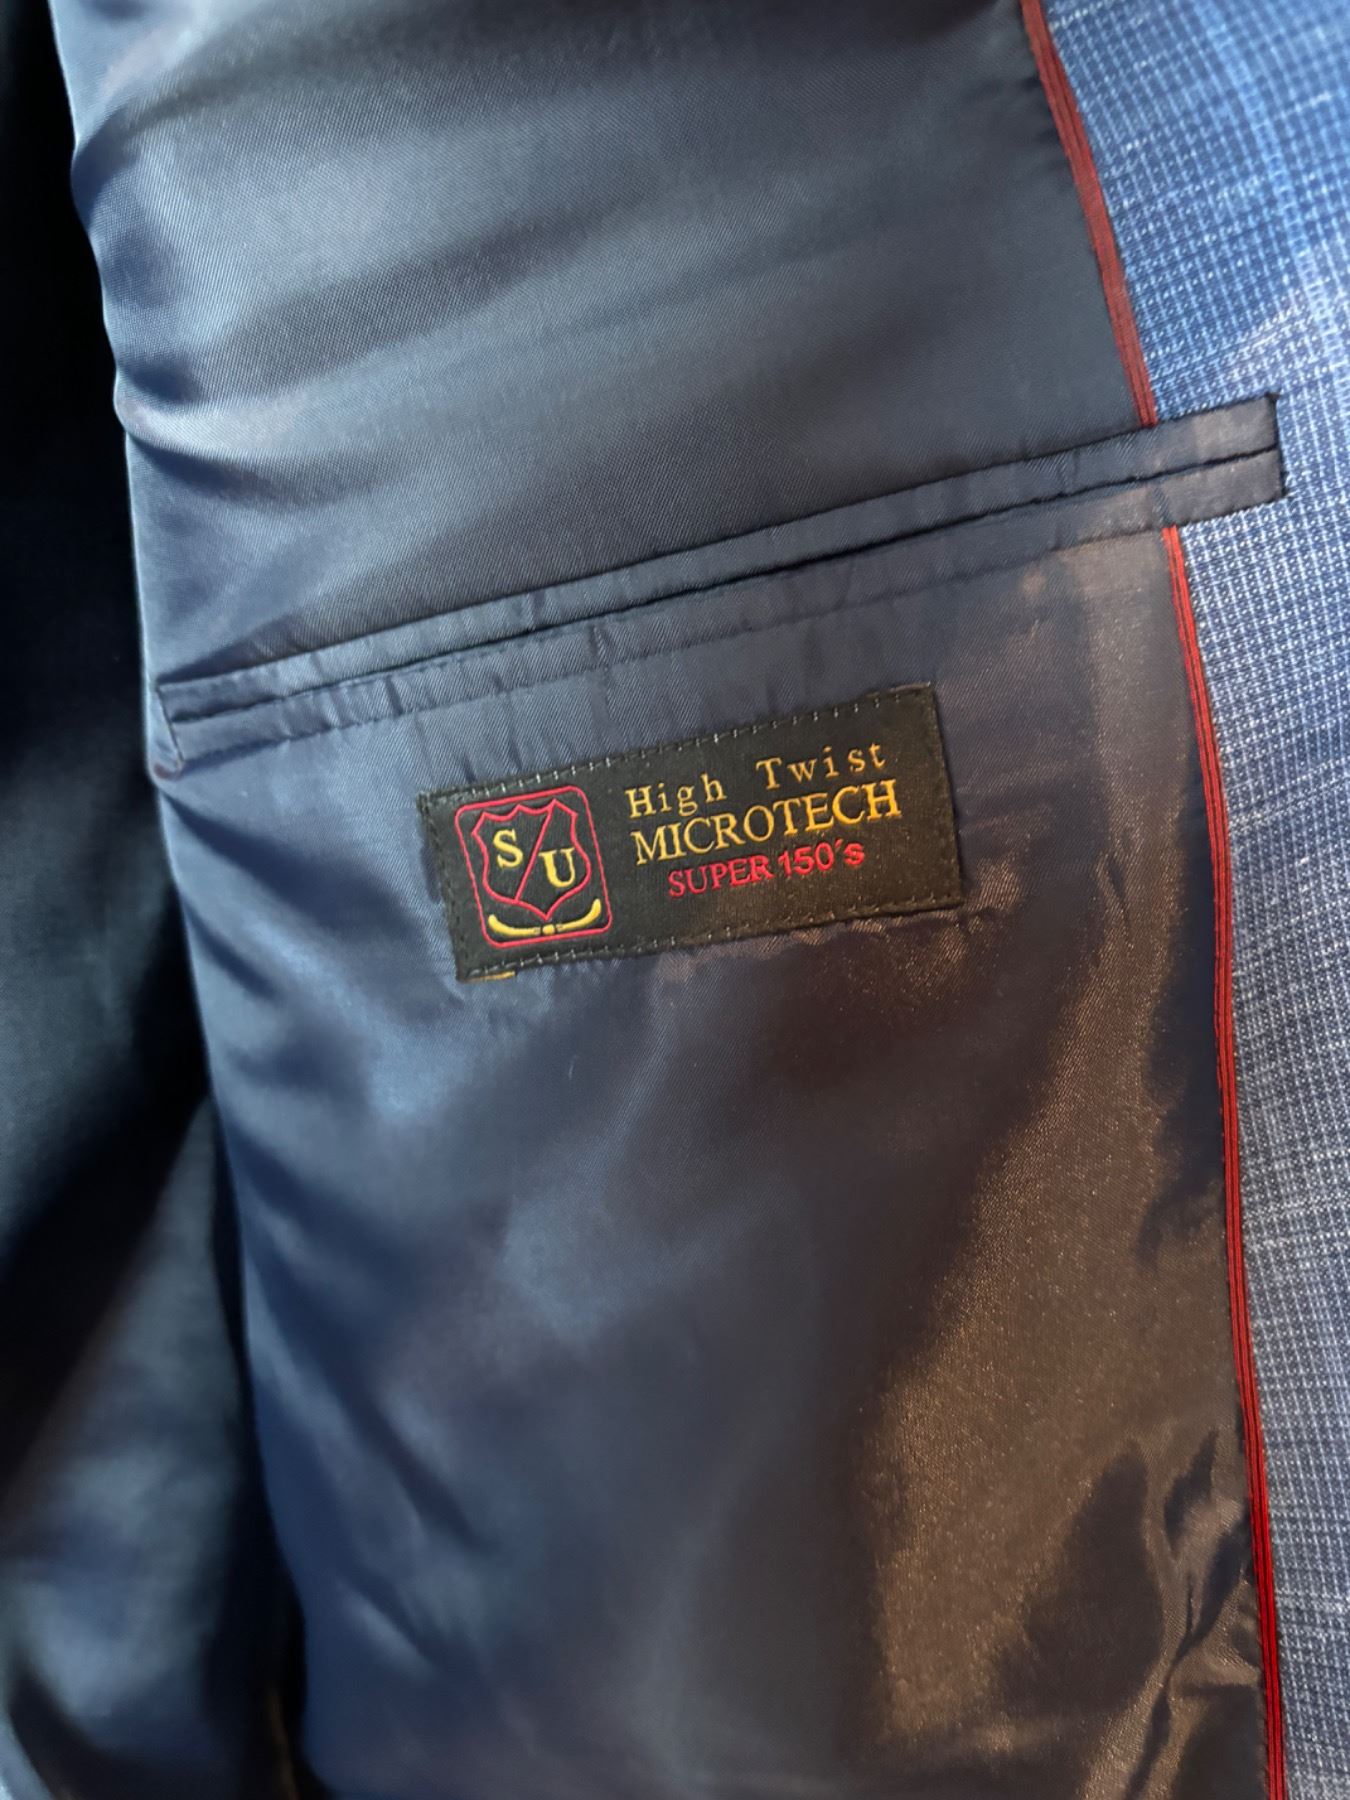 S U
High Twist
MICROTECH
SUPER 150's